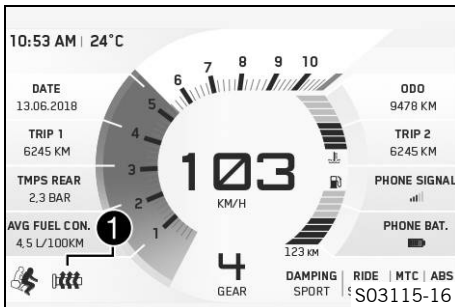 10:53 AM | 24°C
DATE
13.06.2018
TRIP 1
6245 KM
TMPS REAR
2,3 BAR
AVG FUEL CON.
4,5 L/100KM
1
1
2
3
4
5
6
7
8
9
10
103
KM/H
4
GEAR
123 KM
ODO
9478 KM
TRIP 2
6245 KM
PHONE SIGNAL
PHONE BAT.
DAMPING | RIDE | MTC | ABS
SPORT
S03115-16